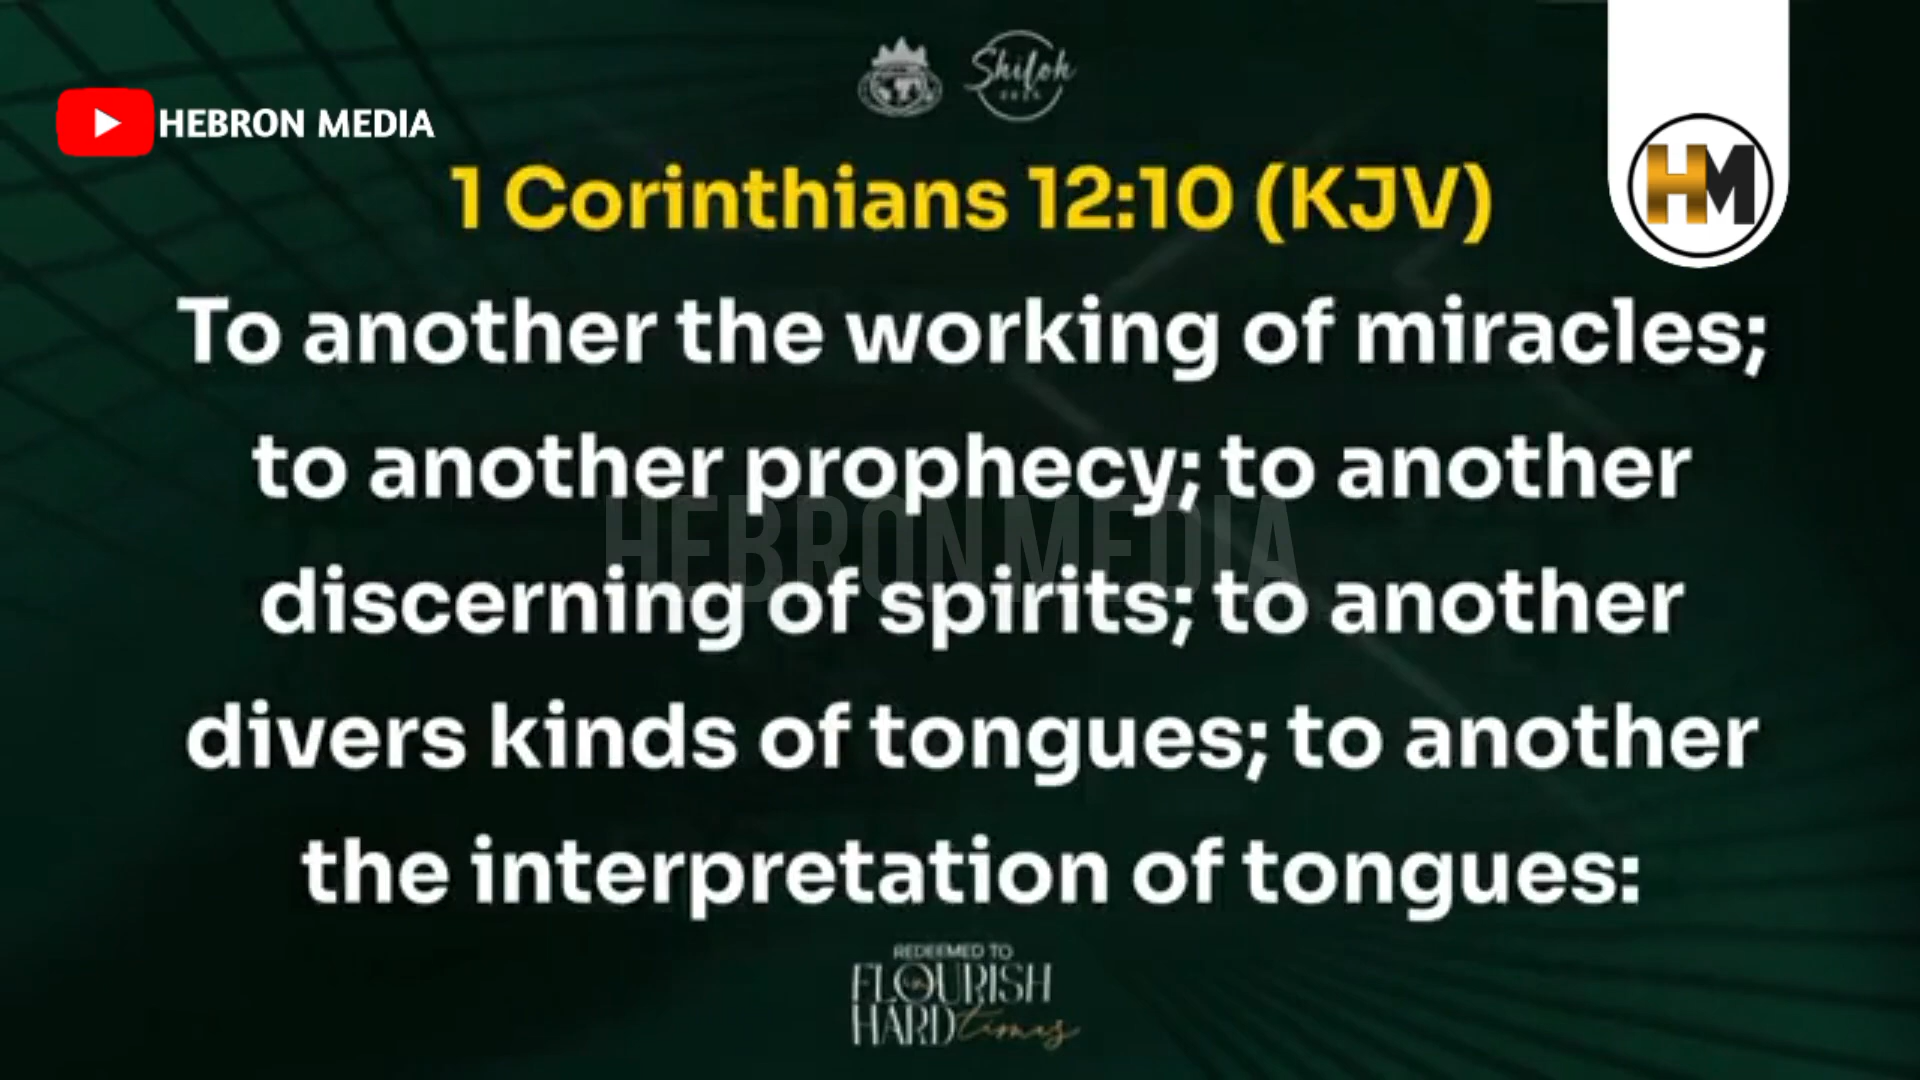 Shiloh
HEBRON MEDIA
HM
1 Corinthians 12:10 (KJV)
To another the working of miracles;
to another prophecy; to another
HEBRON MEDIA
discerning of spirits; to another
divers kinds of tongues; to another
the interpretation of tongues:
REDEEMED TO
FLOURISH
in
HARD times